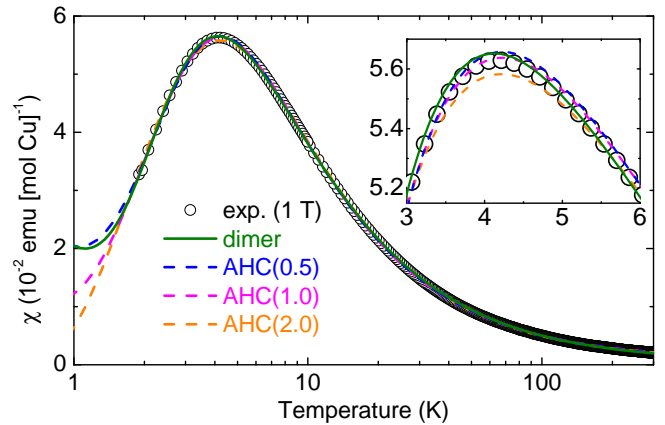 6
4
2
0
χ (10⁻² emu [mol Cu]⁻¹)
1
10
100
Temperature (K)
exp. (1 T)
dimer
AHC(0.5)
AHC(1.0)
AHC(2.0)
5.6
5.4
5.2
3
4
5
6